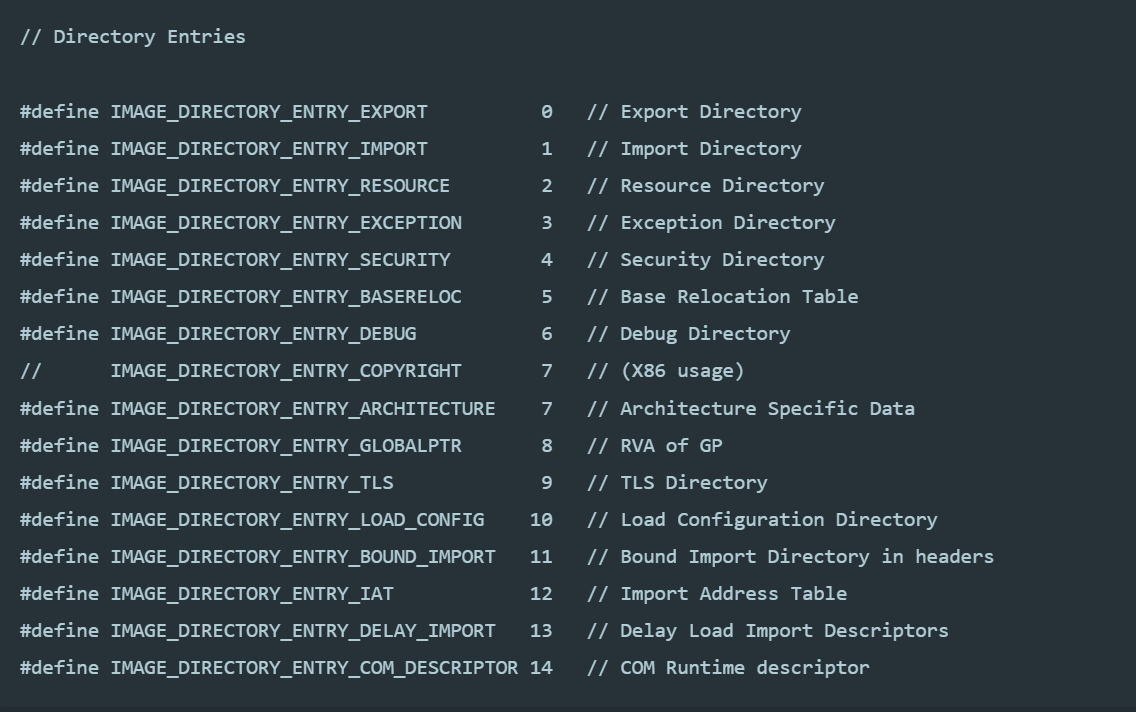 // Directory Entries
#define IMAGE_DIRECTORY_ENTRY_EXPORT          0   // Export Directory
#define IMAGE_DIRECTORY_ENTRY_IMPORT          1   // Import Directory
#define IMAGE_DIRECTORY_ENTRY_RESOURCE        2   // Resource Directory
#define IMAGE_DIRECTORY_ENTRY_EXCEPTION       3   // Exception Directory
#define IMAGE_DIRECTORY_ENTRY_SECURITY        4   // Security Directory
#define IMAGE_DIRECTORY_ENTRY_BASERELOC       5   // Base Relocation Table
#define IMAGE_DIRECTORY_ENTRY_DEBUG           6   // Debug Directory
//      IMAGE_DIRECTORY_ENTRY_COPYRIGHT       7   // (X86 usage)
#define IMAGE_DIRECTORY_ENTRY_ARCHITECTURE    7   // Architecture Specific Data
#define IMAGE_DIRECTORY_ENTRY_GLOBALPTR       8   // RVA of GP
#define IMAGE_DIRECTORY_ENTRY_TLS             9   // TLS Directory
#define IMAGE_DIRECTORY_ENTRY_LOAD_CONFIG    10   // Load Configuration Directory
#define IMAGE_DIRECTORY_ENTRY_BOUND_IMPORT   11   // Bound Import Directory in headers
#define IMAGE_DIRECTORY_ENTRY_IAT            12   // Import Address Table
#define IMAGE_DIRECTORY_ENTRY_DELAY_IMPORT   13   // Delay Load Import Descriptors
#define IMAGE_DIRECTORY_ENTRY_COM_DESCRIPTOR 14   // COM Runtime descriptor